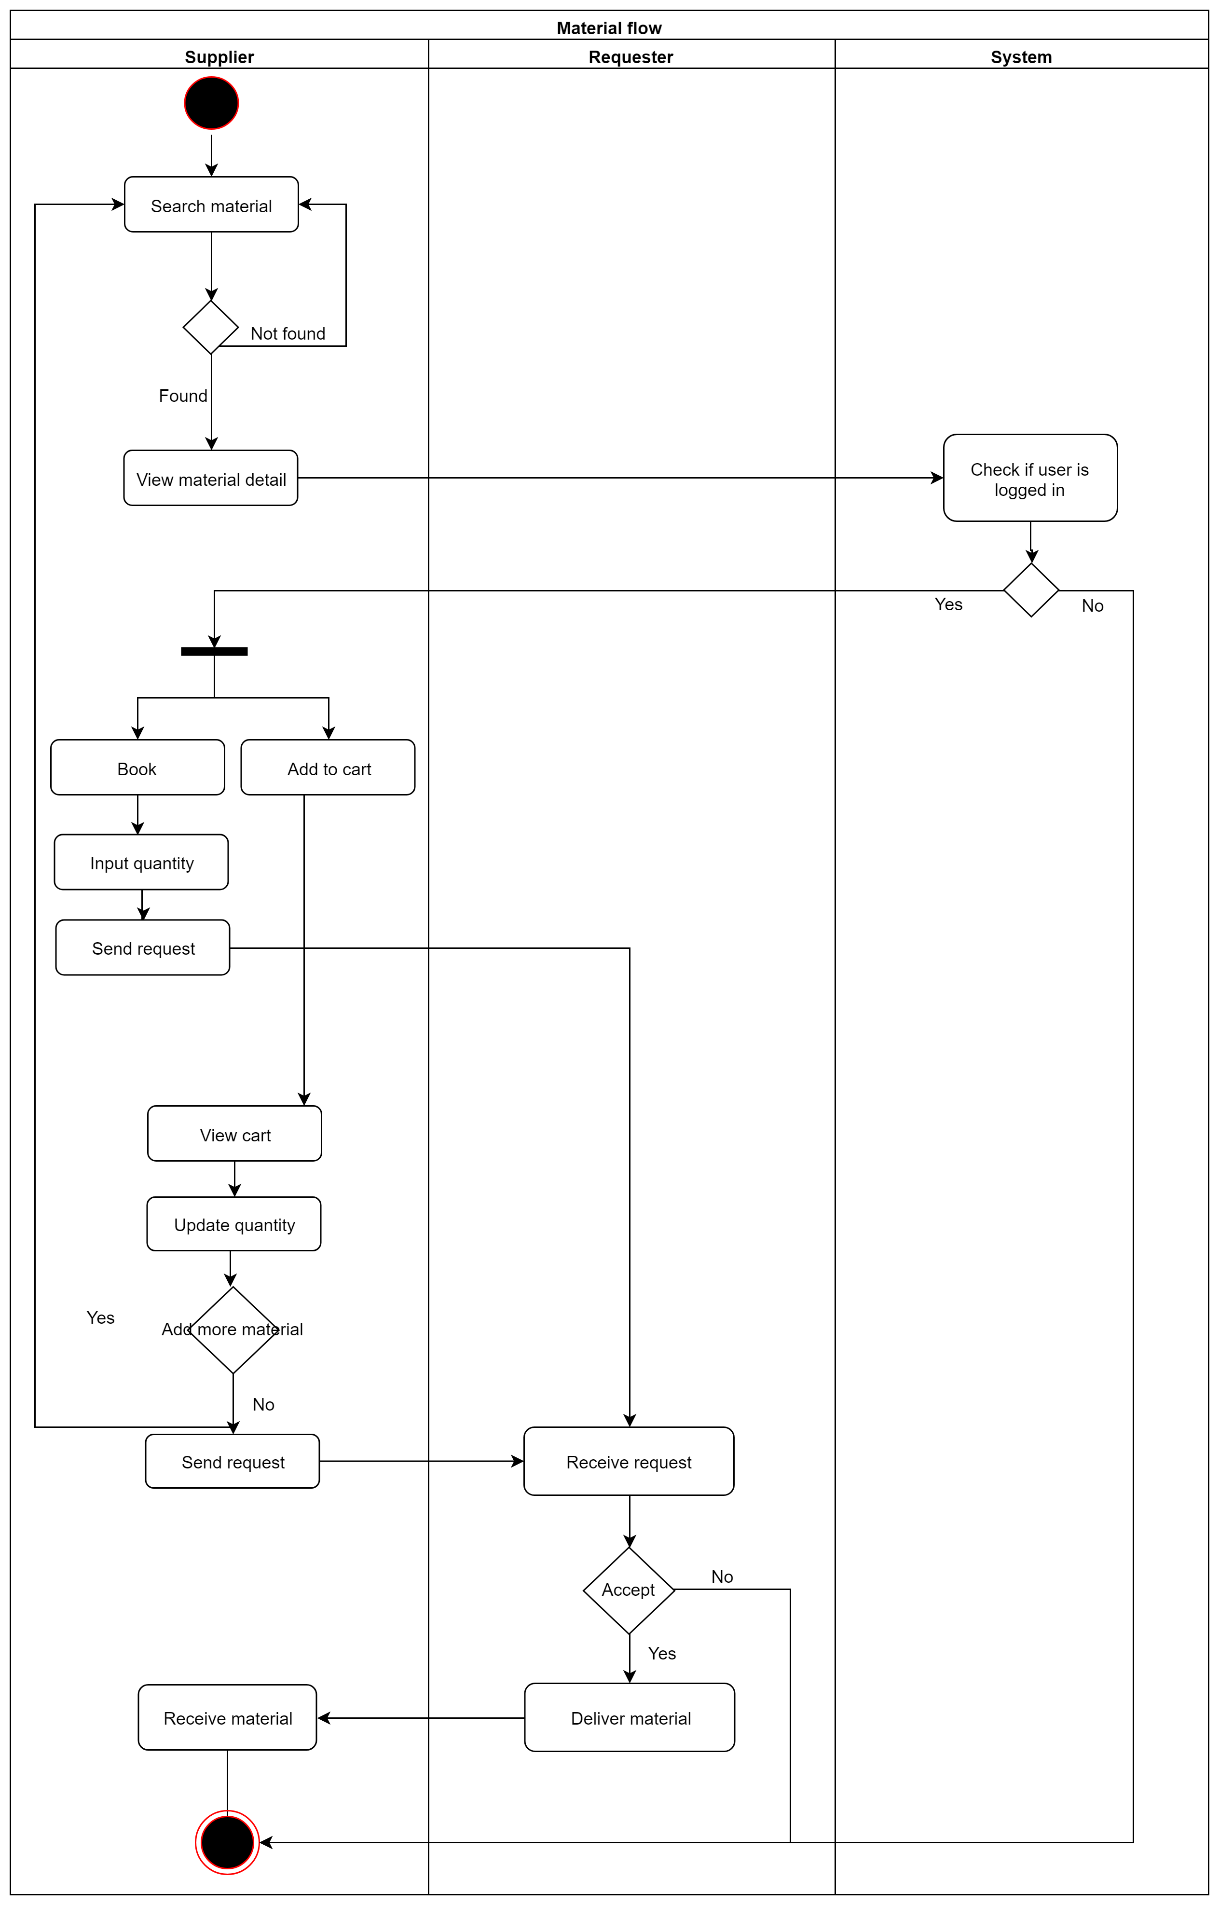 Material flow
Supplier
Requester
System
Search material
Not found
Found
View material detail
Check if user is
logged in
Yes
No
Book
Add to cart
Input quantity
Send request
View cart
Update quantity
Yes
Add more material
No
Send request
Receive request
Accept
No
Yes
Receive material
Deliver material